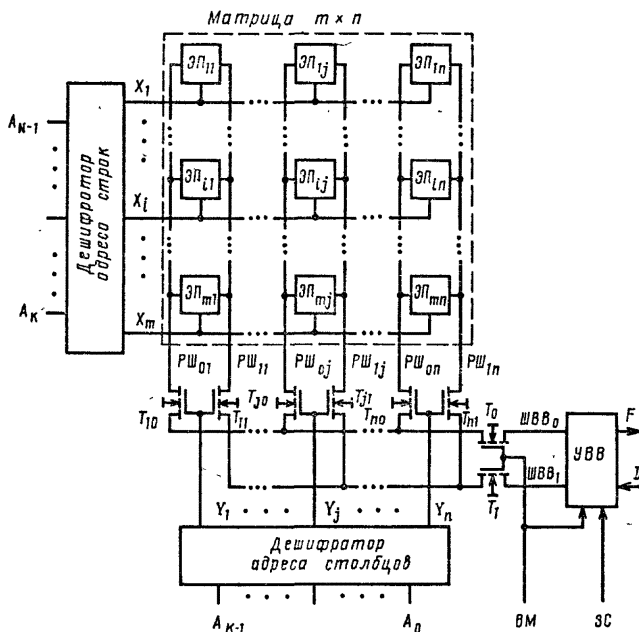 Матрица m × n
ЭП₁₁ ЭП₁ⱼ ЭП₁ₙ
X₁
Aₙ₋₁
Дешифратор адреса строк
ЭПᵢ₁ ЭПᵢⱼ ЭПᵢₙ
Xᵢ
ЭПₘ₁ ЭПₘⱼ ЭПₘₙ
Aₖ
Xₘ
РШ₀₁ РШ₁₁ РШ₀ⱼ РШ₁ⱼ РШ₀ₙ РШ₁ₙ
T₁₀ T₁₁ Tⱼ₀ Tⱼ₁ Tₙ₀ Tₙ₁
T₀ ШВВ₀ УВВ F
T₁ ШВВ₁
Y₁ Yⱼ Yₙ
Дешифратор
адреса столбцов
Aₖ₋₁ A₀ ВМ ЗС